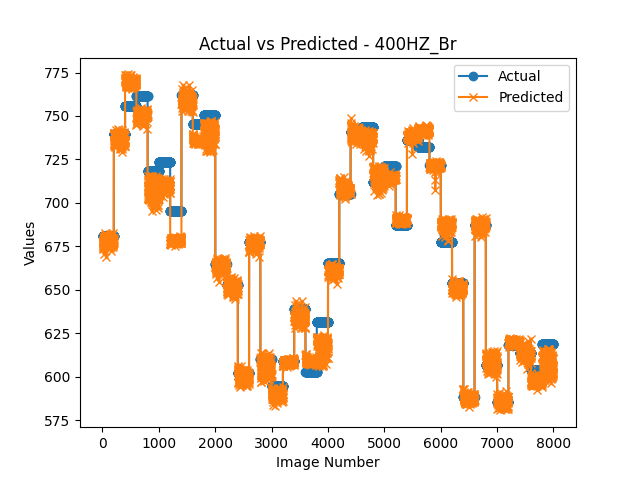 Actual vs Predicted - 400HZ_Br
Actual
Predicted
Values
775
750
725
700
675
650
625
600
575
0 1000 2000 3000 4000 5000 6000 7000 8000
Image Number